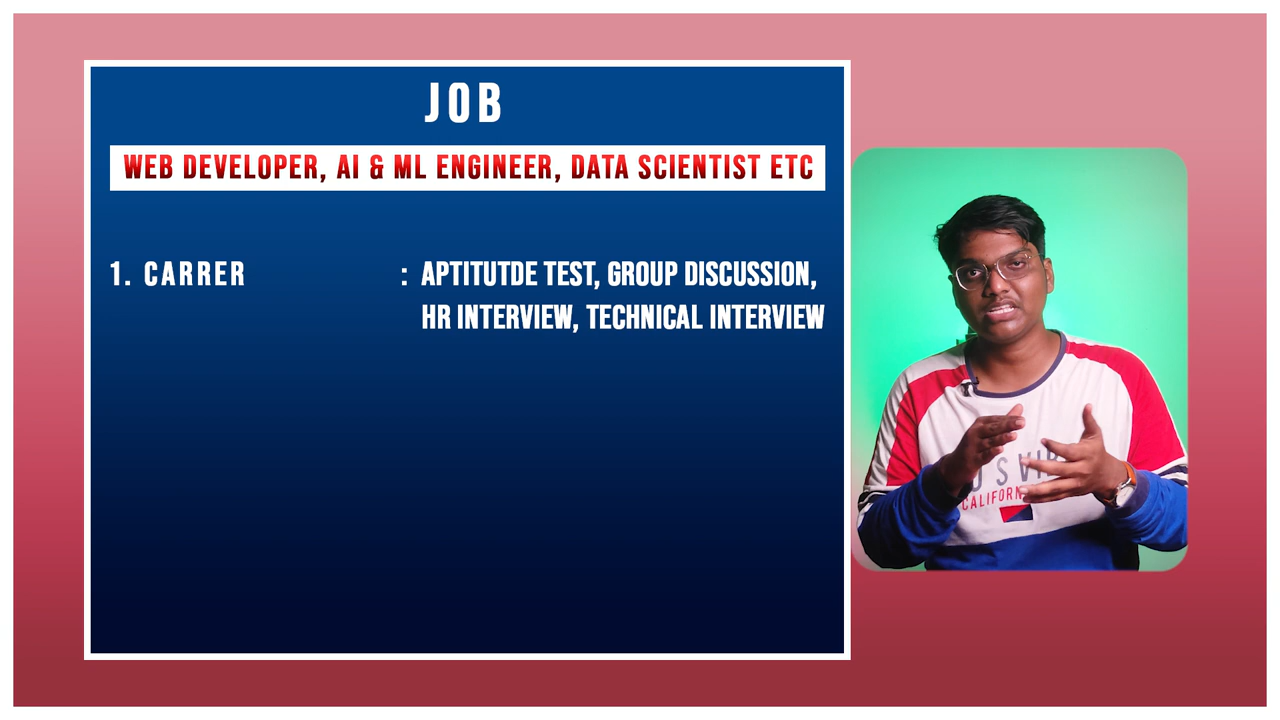 JOB
WEB DEVELOPER, AI & ML ENGINEER, DATA SCIENTIST ETC
1. CARRER : APTITUTDE TEST, GROUP DISCUSSION,
HR INTERVIEW, TECHNICAL INTERVIEW
CALIFORN